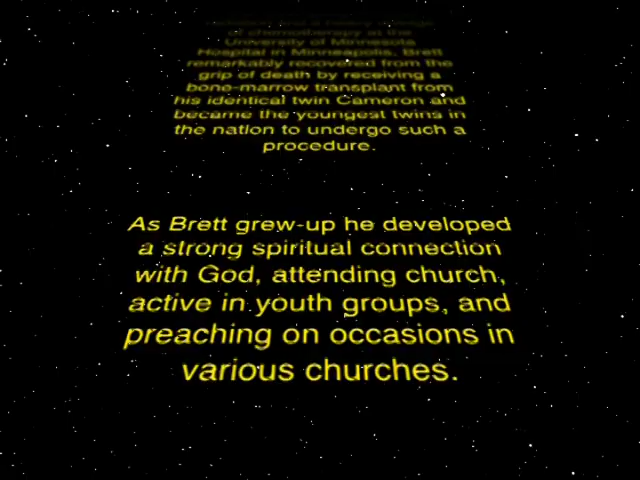 of chemotherapy at the
University of Minnesota
Hospital in Minneapolis, Brett
remarkably recovered from the
grip of death by receiving a
bone-marrow transplant from
his identical twin Cameron and
became the youngest twins in
the nation to undergo such a
procedure.
As Brett grew-up he developed
a strong spiritual connection
with God, attending church,
active in youth groups, and
preaching on occasions in
various churches.